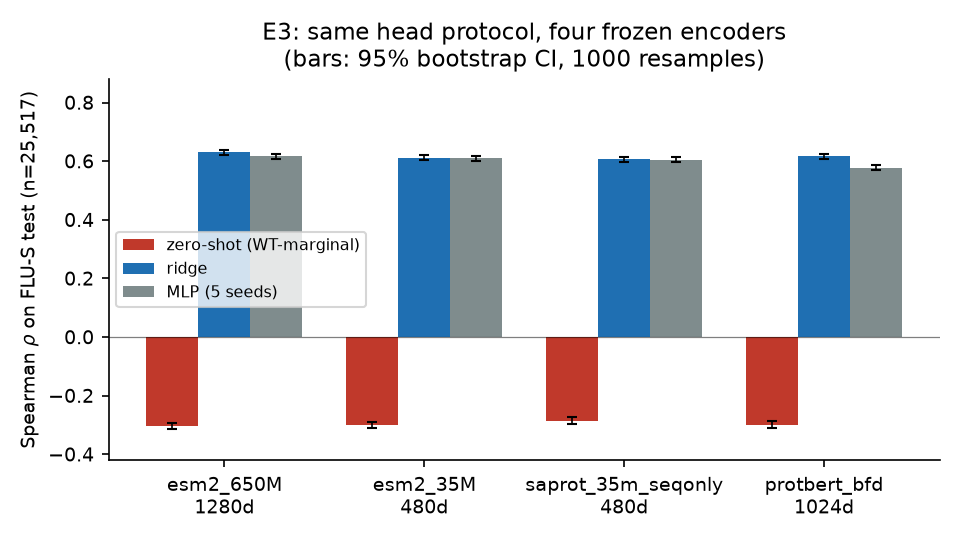 E3: same head protocol, four frozen encoders
(bars: 95% bootstrap CI, 1000 resamples)
Spearman ρ on FLU-S test (n=25,517)
0.8
0.6
0.4
0.2
0.0
−0.2
−0.4
zero-shot (WT-marginal)
ridge
MLP (5 seeds)
esm2_650M
1280d
esm2_35M
480d
saprot_35m_seqonly
480d
protbert_bfd
1024d